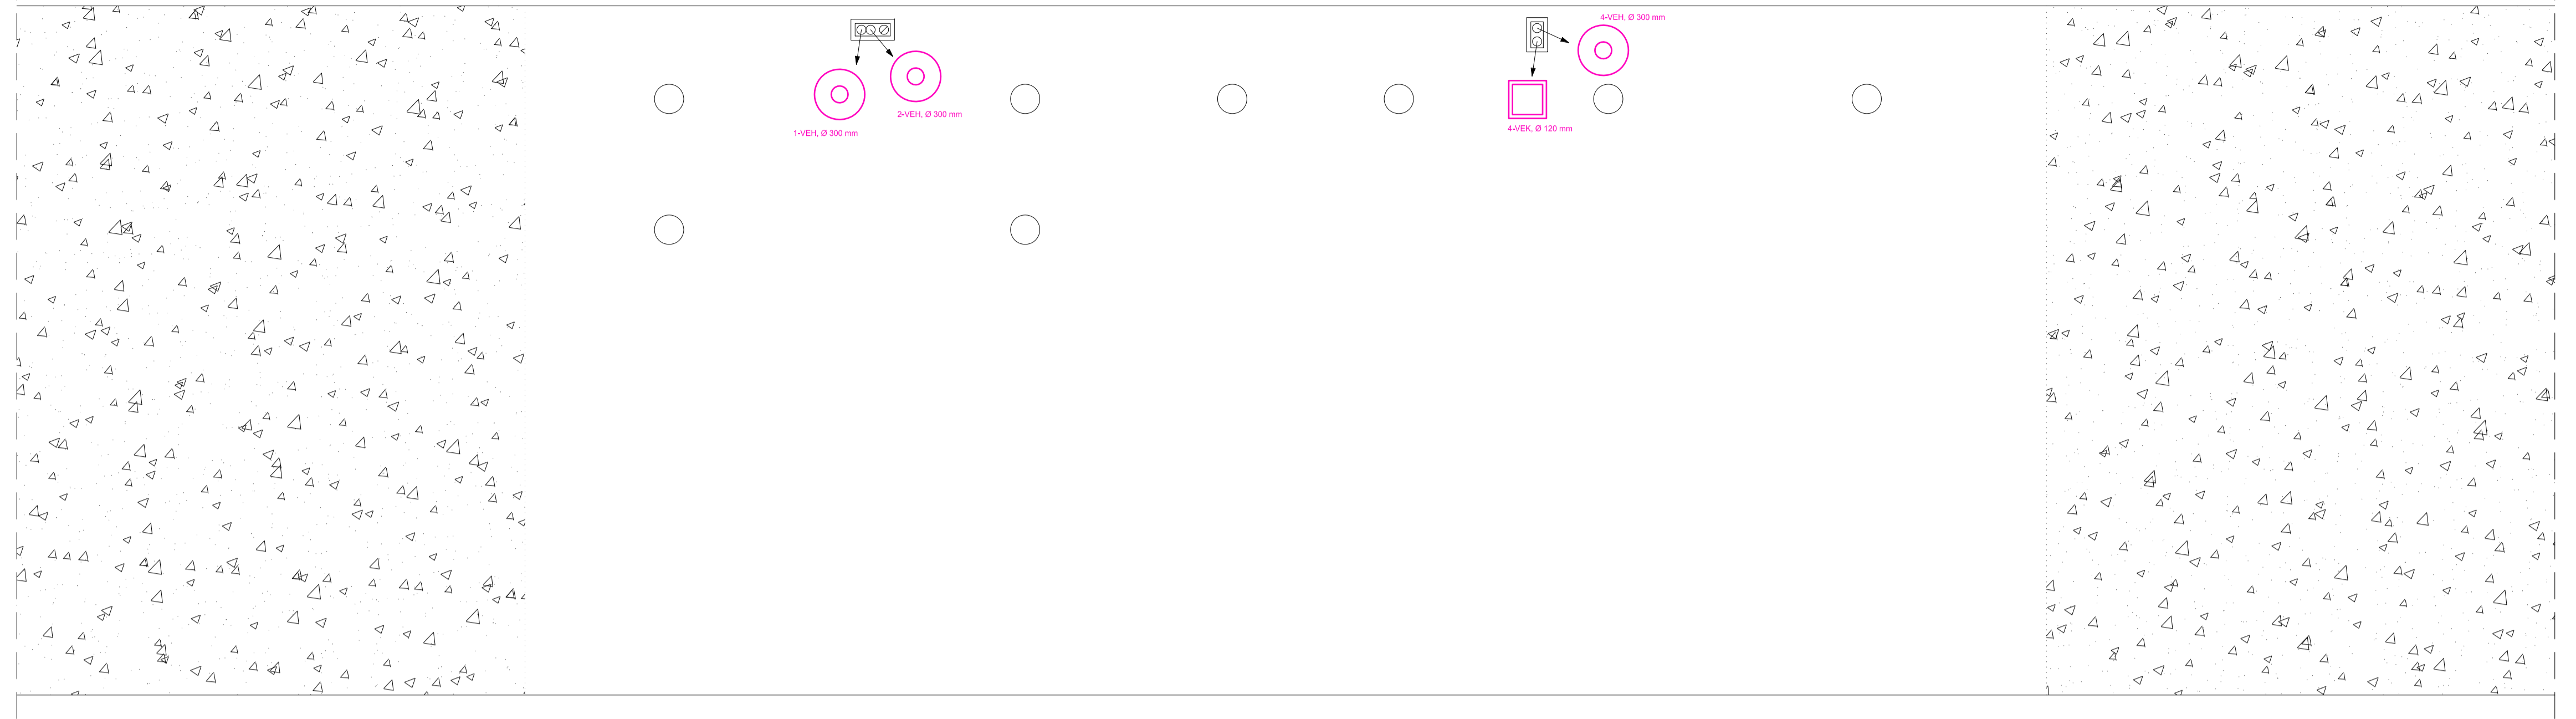 4-VEH, Ø 300 mm
2-VEH, Ø 300 mm
1-VEH, Ø 300 mm
4-VEK, Ø 120 mm